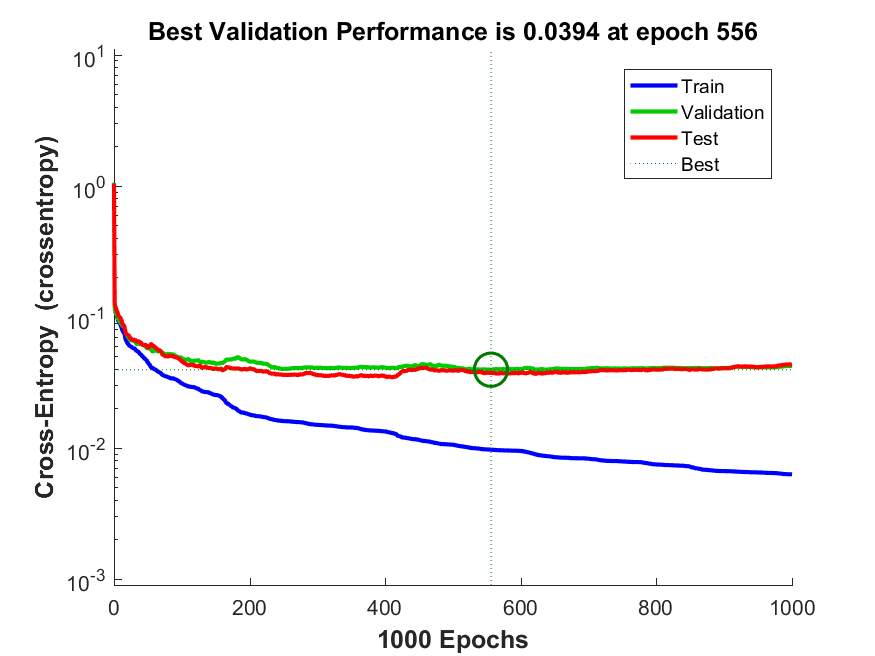 Best Validation Performance is 0.0394 at epoch 556
10^1
10^0
10^-1
10^-2
10^-3
Cross-Entropy (crossentropy)
Train
Validation
Test
Best
0 200 400 600 800 1000
1000 Epochs